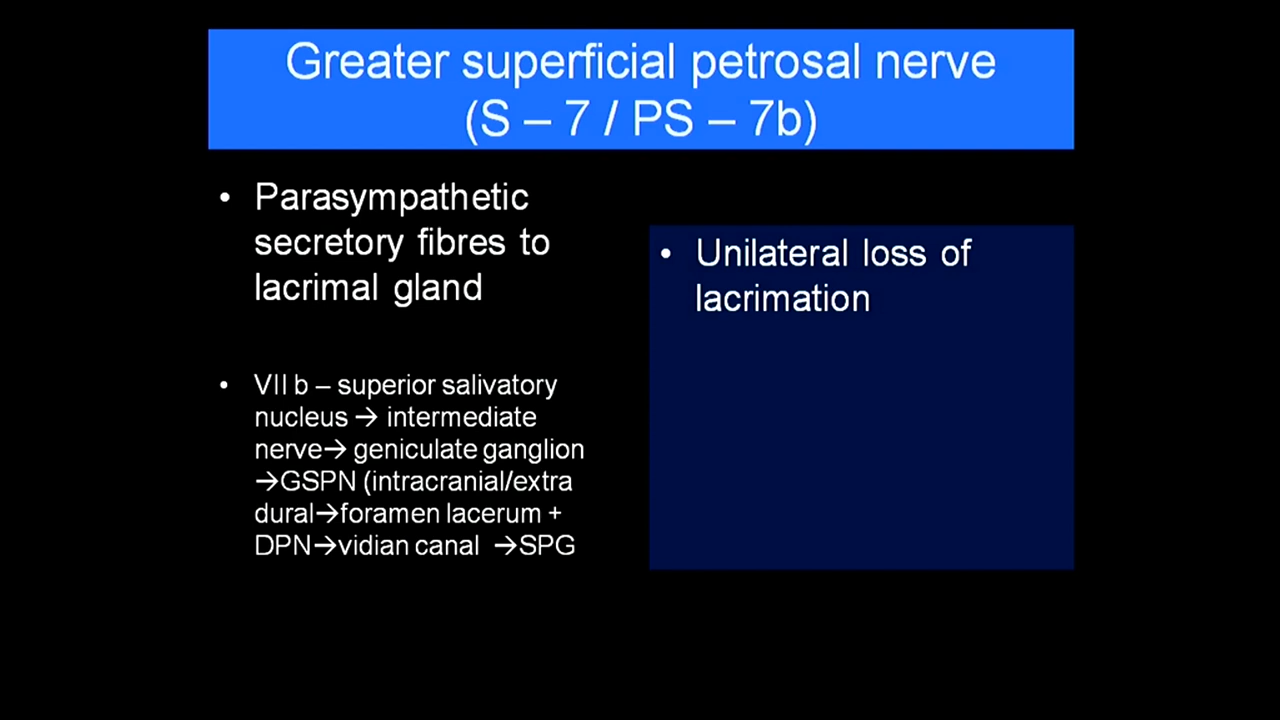 Greater superficial petrosal nerve
(S – 7 / PS – 7b)
• Parasympathetic
secretory fibres to
lacrimal gland
• VII b – superior salivatory
nucleus → intermediate
nerve→ geniculate ganglion
→GSPN (intracranial/extra
dural→foramen lacerum +
DPN→vidian canal →SPG
• Unilateral loss of
lacrimation